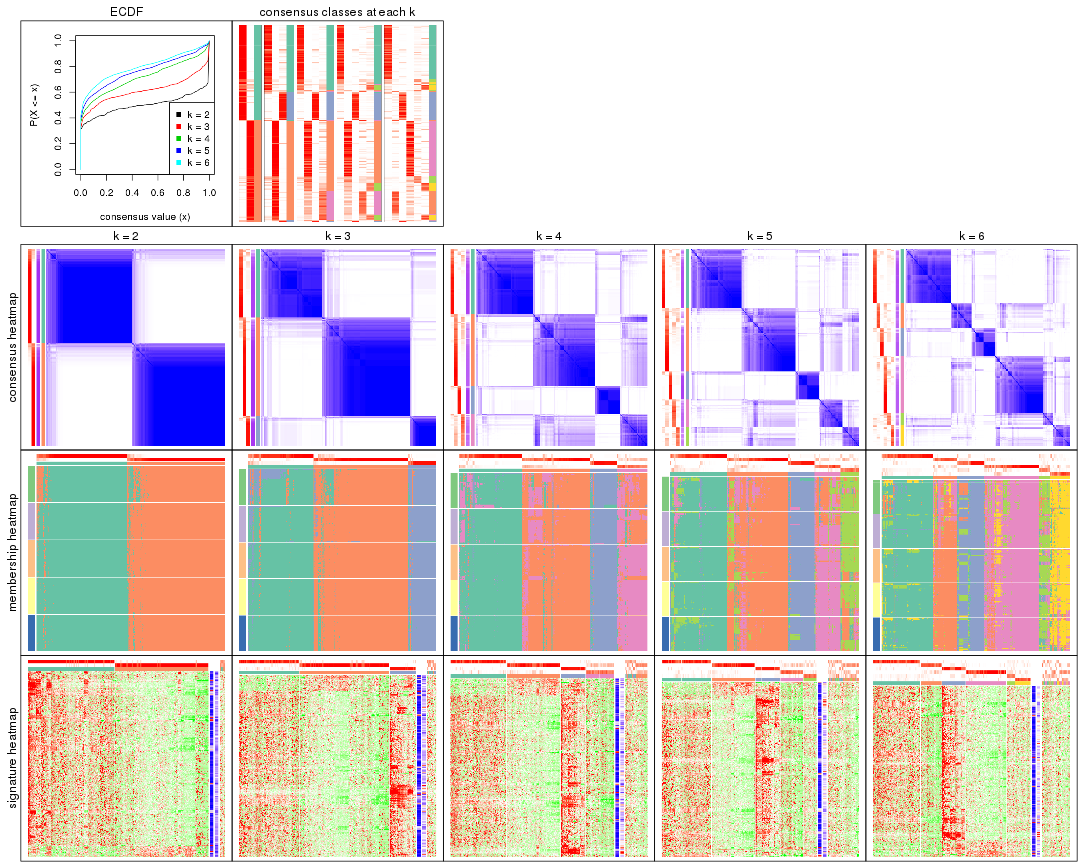 ECDF
consensus classes at each k
P(X <= x)
0.0 0.2 0.4 0.6 0.8 1.0
k = 2
k = 3
k = 4
k = 5
k = 6
0.0 0.2 0.4 0.6 0.8 1.0
consensus value (x)
k = 2 k = 3 k = 4 k = 5 k = 6
consensus heatmap
membership heatmap
signature heatmap